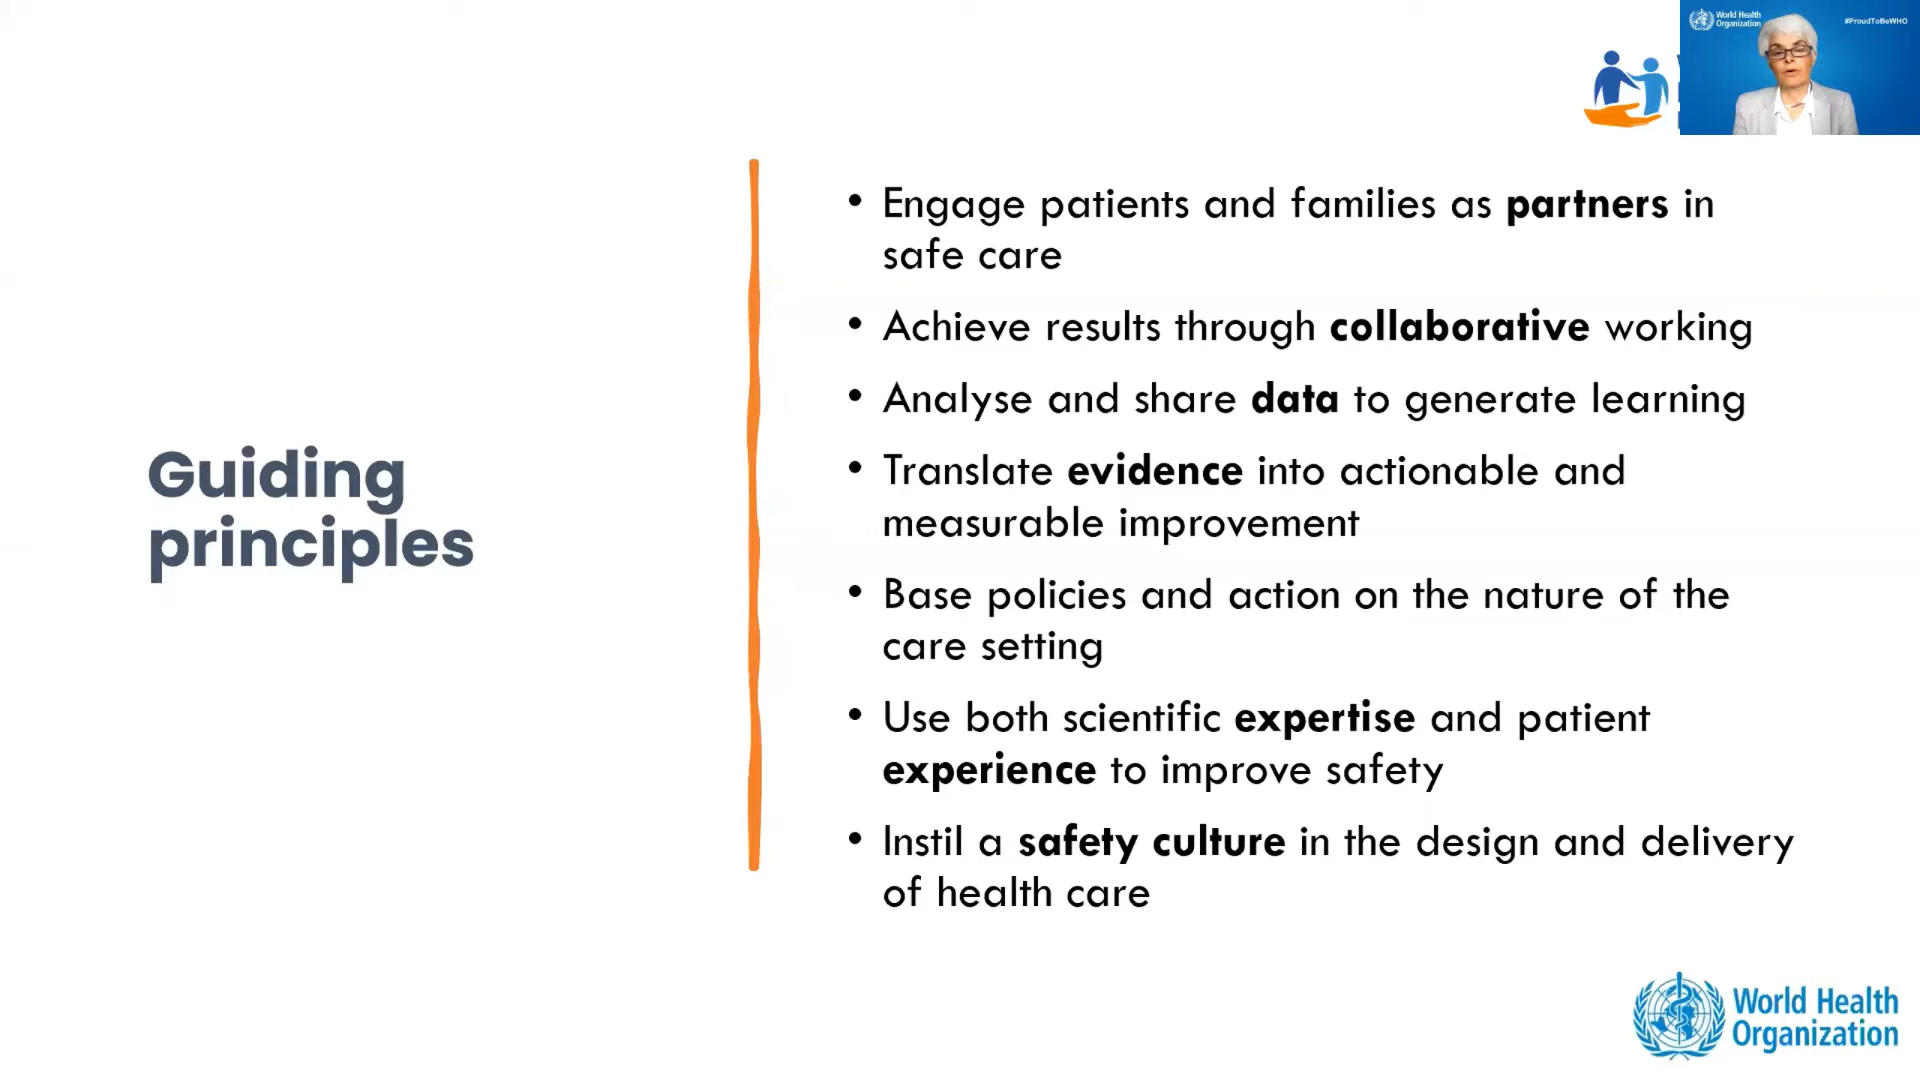 World Health
Organization
#ProudToBeWHO
Guiding
principles
• Engage patients and families as partners in
safe care
• Achieve results through collaborative working
• Analyse and share data to generate learning
• Translate evidence into actionable and
measurable improvement
• Base policies and action on the nature of the
care setting
• Use both scientific expertise and patient
experience to improve safety
• Instil a safety culture in the design and delivery
of health care
World Health
Organization